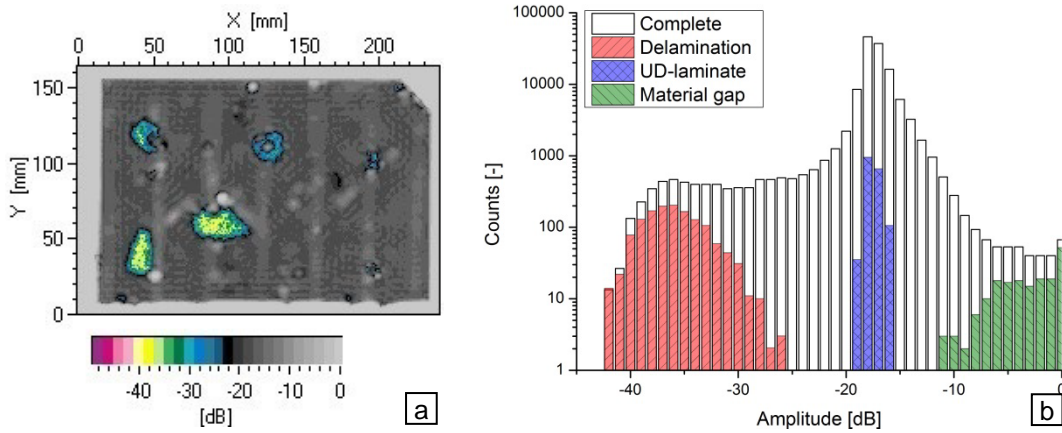 X [mm]
0 50 100 150 200
Y [mm]
150
100
50
0
-40 -30 -20 -10 0
[dB]
a
Counts [-]
100000
10000
1000
100
10
1
Complete
Delamination
UD-laminate
Material gap
-40 -30 -20 -10 0
Amplitude [dB]
b